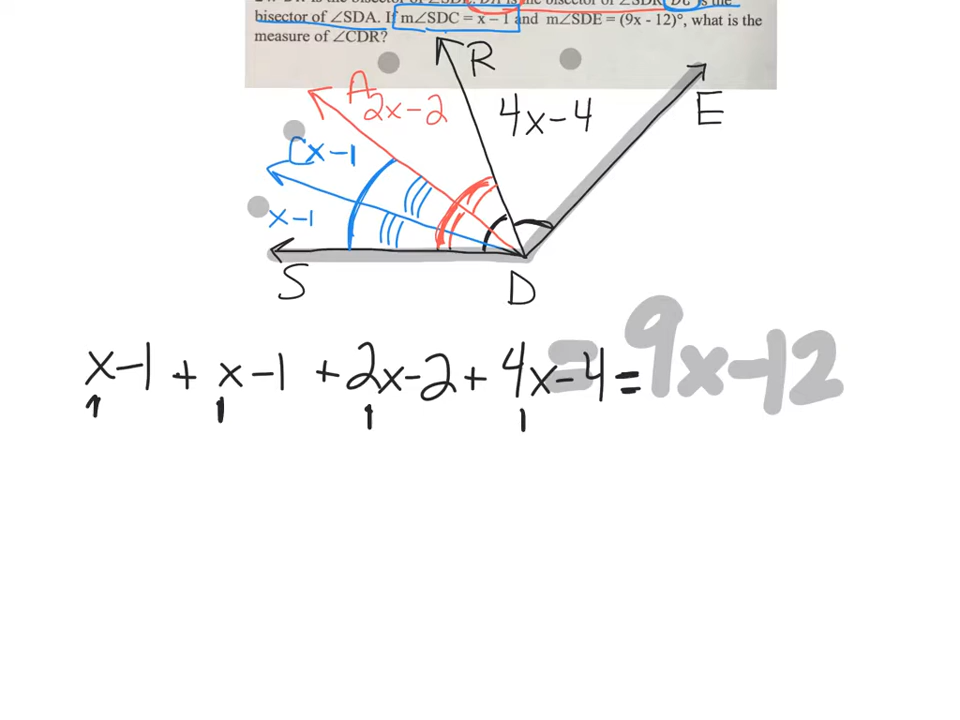 bisector of ∠SDA. If m∠SDC = x – 1 and m∠SDE = (9x - 12)°, what is the
measure of ∠CDR?
R
A
2x-2
4x-4
E
C x-1
x-1
S
D
x-1 + x-1 + 2x-2 + 4x-4 = 9x-12